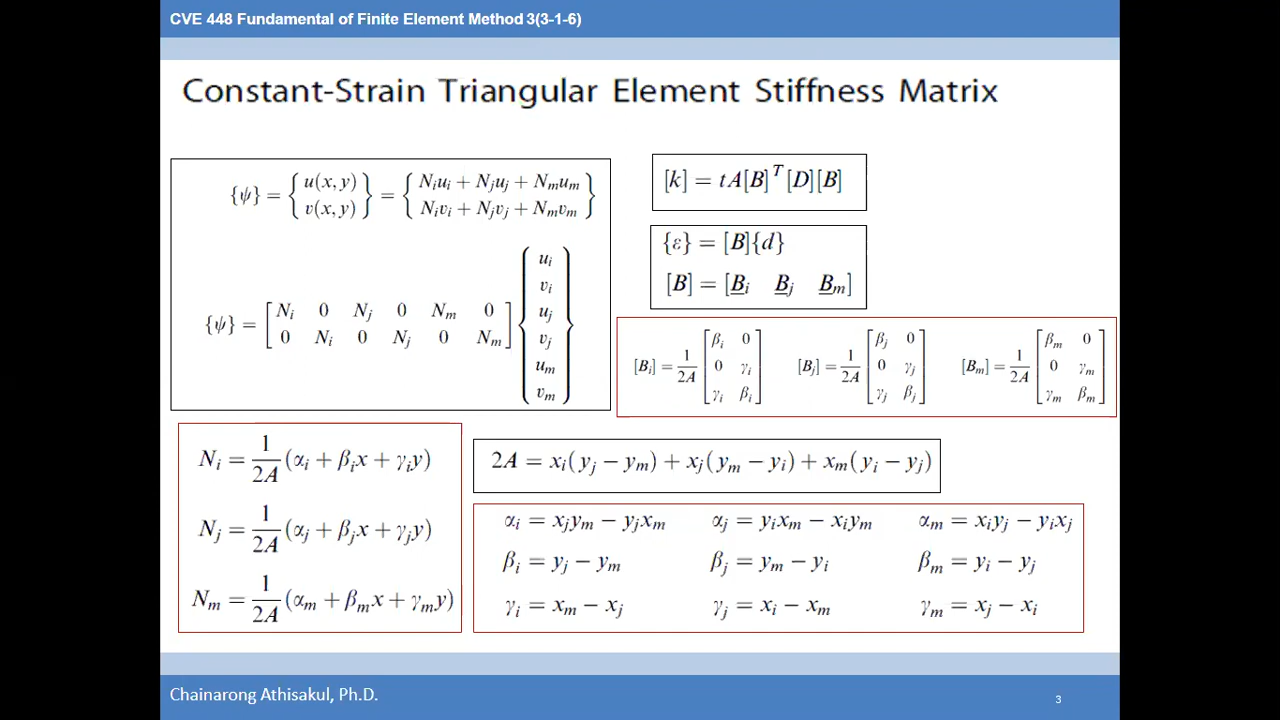 CVE 448 Fundamental of Finite Element Method 3(3-1-6)
Constant-Strain Triangular Element Stiffness Matrix
{ψ} = { u(x, y) v(x, y) } = { N_i u_i + N_j u_j + N_m u_m N_i v_i + N_j v_j + N_m v_m }
{ψ} = [ N_i 0 N_j 0 N_m 0 0 N_i 0 N_j 0 N_m ] { u_i v_i u_j v_j u_m v_m }
[k] = tA[B]^T[D][B]
{ε} = [B]{d}
[B] = [B_i B_j B_m]
[B_i] = 1/2A [ β_i 0 0 γ_i γ_i β_i ] [B_j] = 1/2A [ β_j 0 0 γ_j γ_j β_j ] [B_m] = 1/2A [ β_m 0 0 γ_m γ_m β_m ]
N_i = 1/2A (α_i + β_i x + γ_i y)
N_j = 1/2A (α_j + β_j x + γ_j y)
N_m = 1/2A (α_m + β_m x + γ_m y)
2A = x_i(y_j − y_m) + x_j(y_m − y_i) + x_m(y_i − y_j)
α_i = x_j y_m − y_j x_m α_j = y_i x_m − x_i y_m α_m = x_i y_j − y_i x_j
β_i = y_j − y_m β_j = y_m − y_i β_m = y_i − y_j
γ_i = x_m − x_j γ_j = x_i − x_m γ_m = x_j − x_i
Chainarong Athisakul, Ph.D.
3